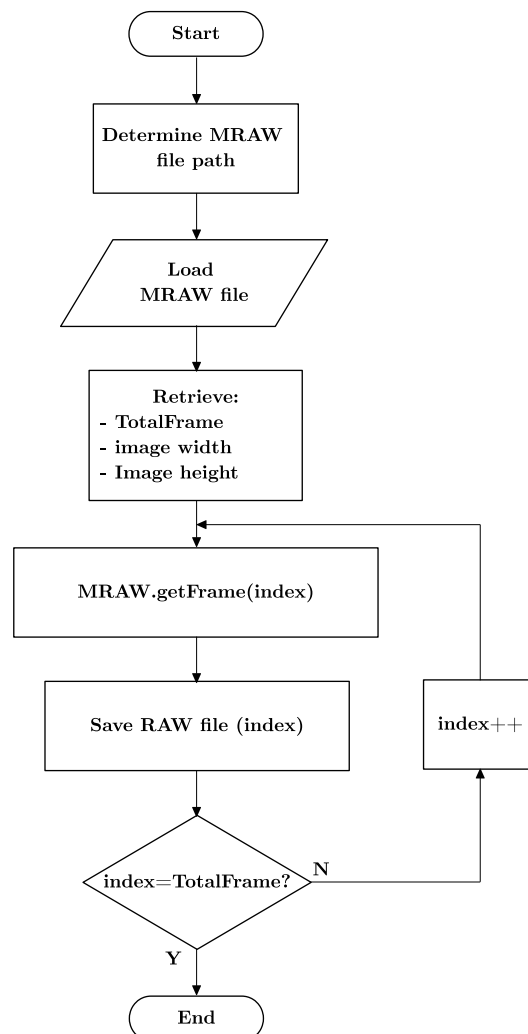 Start
Determine MRAW
file path
Load
MRAW file
Retrieve:
- TotalFrame
- image width
- Image height
MRAW.getFrame(index)
Save RAW file (index)
index++
index=TotalFrame?
N
Y
End